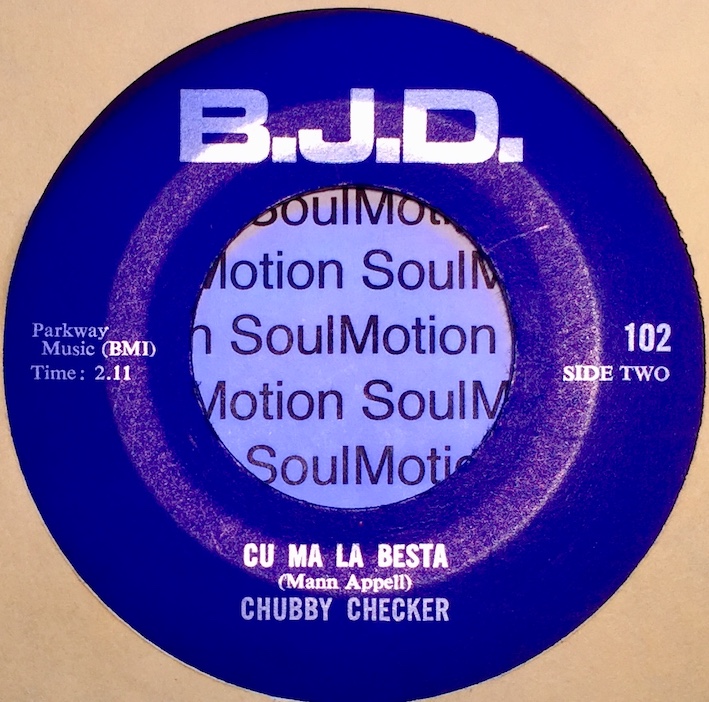 B.J.D.
SoulMot
Motion SoulM
n SoulMotion
Motion SoulM
SoulMotio
Parkway
Music (BMI)
Time: 2.11
102
SIDE TWO
CU MA LA BESTA
(Mann Appell)
CHUBBY CHECKER